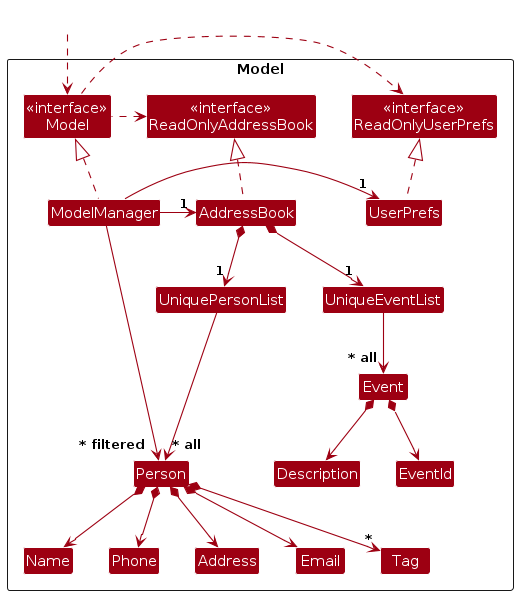 Model
«interface»
Model
«interface»
ReadOnlyAddressBook
«interface»
ReadOnlyUserPrefs
1
1
ModelManager
AddressBook
UserPrefs
1
1
UniquePersonList
UniqueEventList
* all
Event
* filtered
* all
Person
Description
EventId
*
Name
Phone
Address
Email
Tag